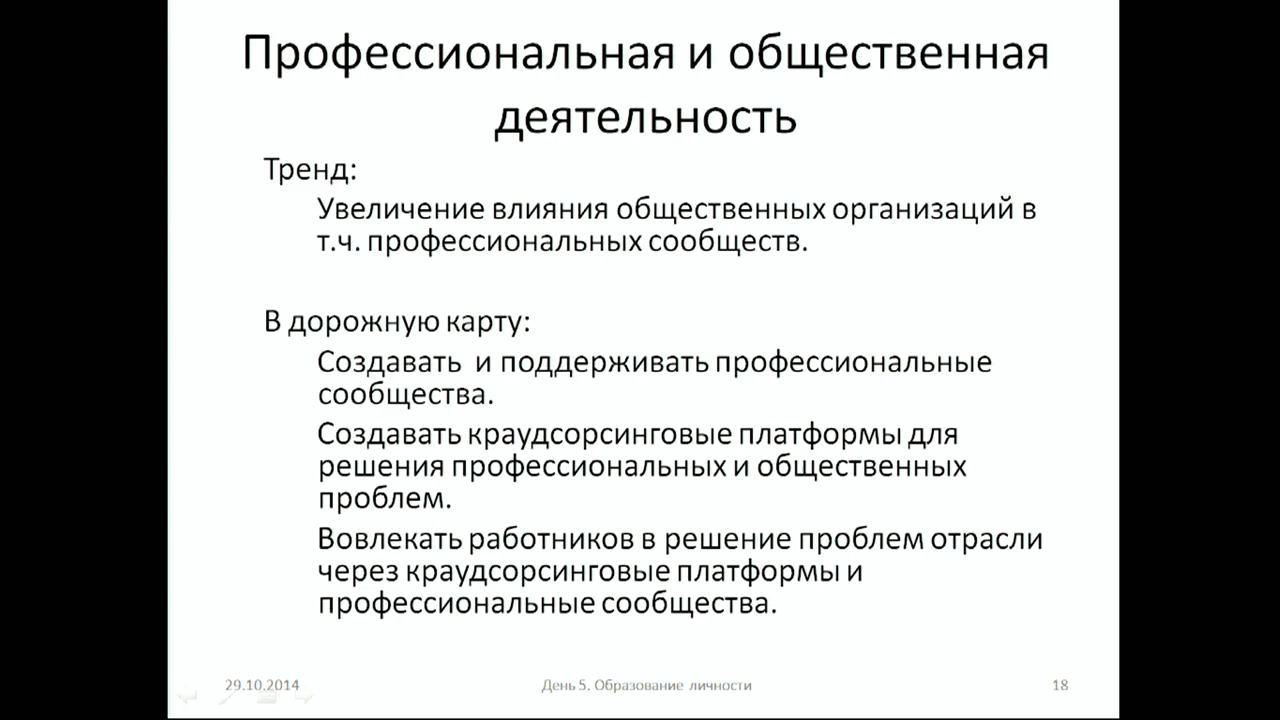 Профессиональная и общественная
деятельность
Тренд:
Увеличение влияния общественных организаций в
т.ч. профессиональных сообществ.
В дорожную карту:
Создавать и поддерживать профессиональные
сообщества.
Создавать краудсорсинговые платформы для
решения профессиональных и общественных
проблем.
Вовлекать работников в решение проблем отрасли
через краудсорсинговые платформы и
профессиональные сообщества.
29.10.2014 День 5. Образование личности 18